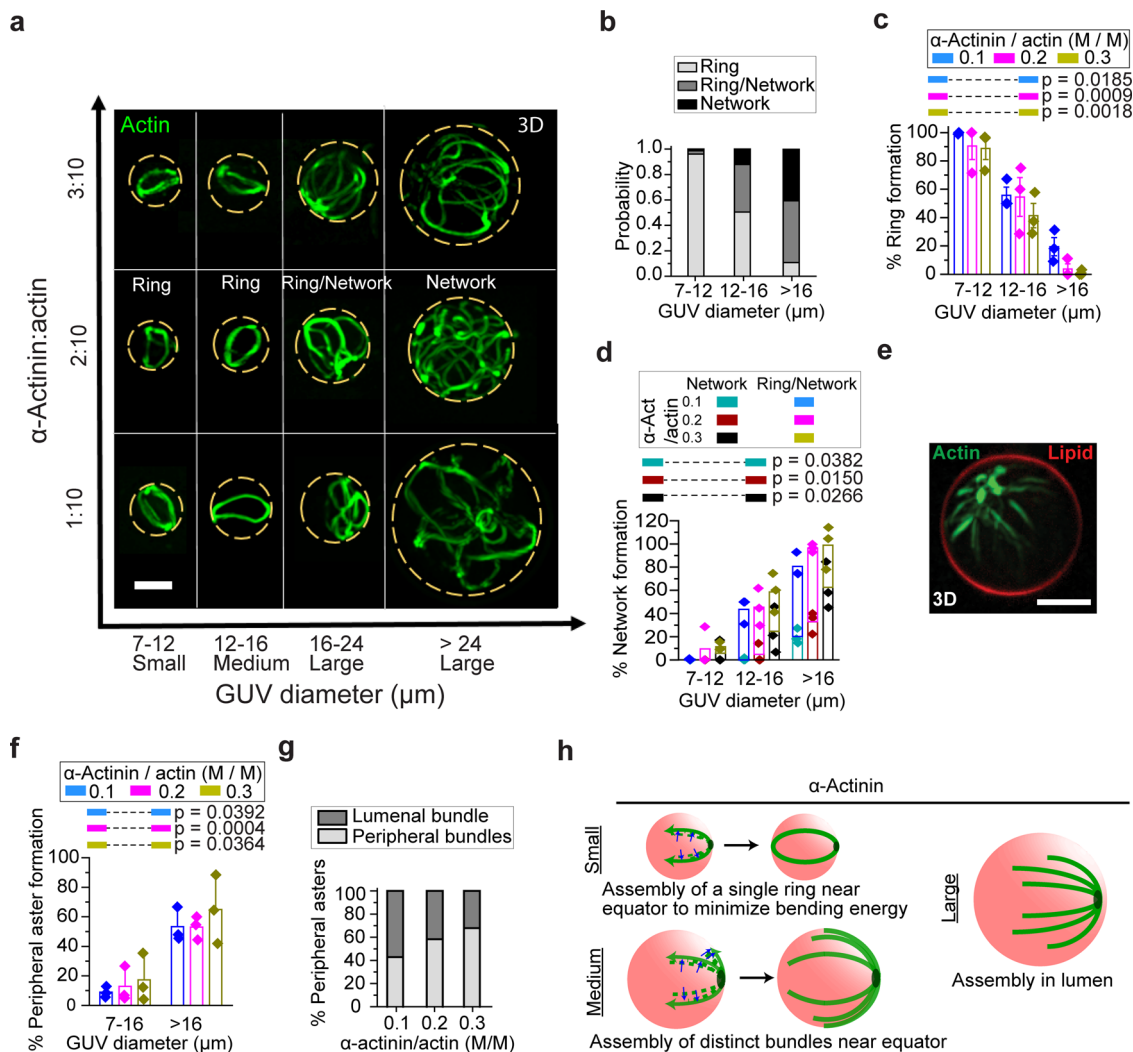 a
Actin
3D
α-Actinin:actin
3:10
2:10
1:10
Ring
Ring
Ring/Network
Network
7-12
12-16
16-24
> 24
Small
Medium
Large
Large
GUV diameter (µm)
b
Ring
Ring/Network
Network
Probability
1.0
0.8
0.6
0.4
0.2
0.0
7-12
12-16
>16
GUV diameter (µm)
c
α-Actinin / actin (M / M)
0.1
0.2
0.3
p = 0.0185
p = 0.0009
p = 0.0018
% Ring formation
100
80
60
40
20
0
7-12
12-16
>16
GUV diameter (µm)
d
Network
Ring/Network
α-Act
/actin
0.1
0.2
0.3
p = 0.0382
p = 0.0150
p = 0.0266
% Network formation
120
100
80
60
40
20
0
7-12
12-16
>16
GUV diameter (µm)
e
Actin
Lipid
3D
f
α-Actinin / actin (M / M)
0.1
0.2
0.3
p = 0.0392
p = 0.0004
p = 0.0364
% Peripheral aster formation
100
80
60
40
20
0
7-16
>16
GUV diameter (µm)
g
Lumenal bundle
Peripheral bundles
% Peripheral asters
100
80
60
40
20
0
0.1
0.2
0.3
α-actinin/actin (M/M)
h
α-Actinin
Small
Assembly of a single ring near
equator to minimize bending energy
Medium
Assembly of distinct bundles near equator
Large
Assembly in lumen